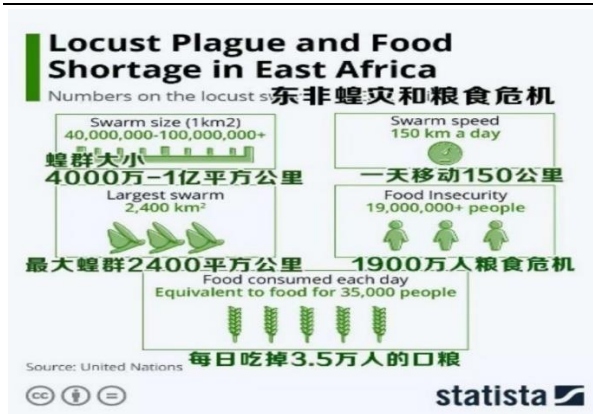 Locust Plague and Food
Shortage in East Africa
Numbers on the locust s
东非蝗灾和粮食危机
Swarm size (1km2)
40,000,000-100,000,000+
蝗群大小
4000万-1亿平方公里
Swarm speed
150 km a day
一天移动150公里
Largest swarm
2,400 km²
最大蝗群2400平方公里
Food Insecurity
19,000,000+ people
1900万人粮食危机
Food consumed each day
Equivalent to food for 35,000 people
每日吃掉3.5万人的口粮
Source: United Nations
cc
statista